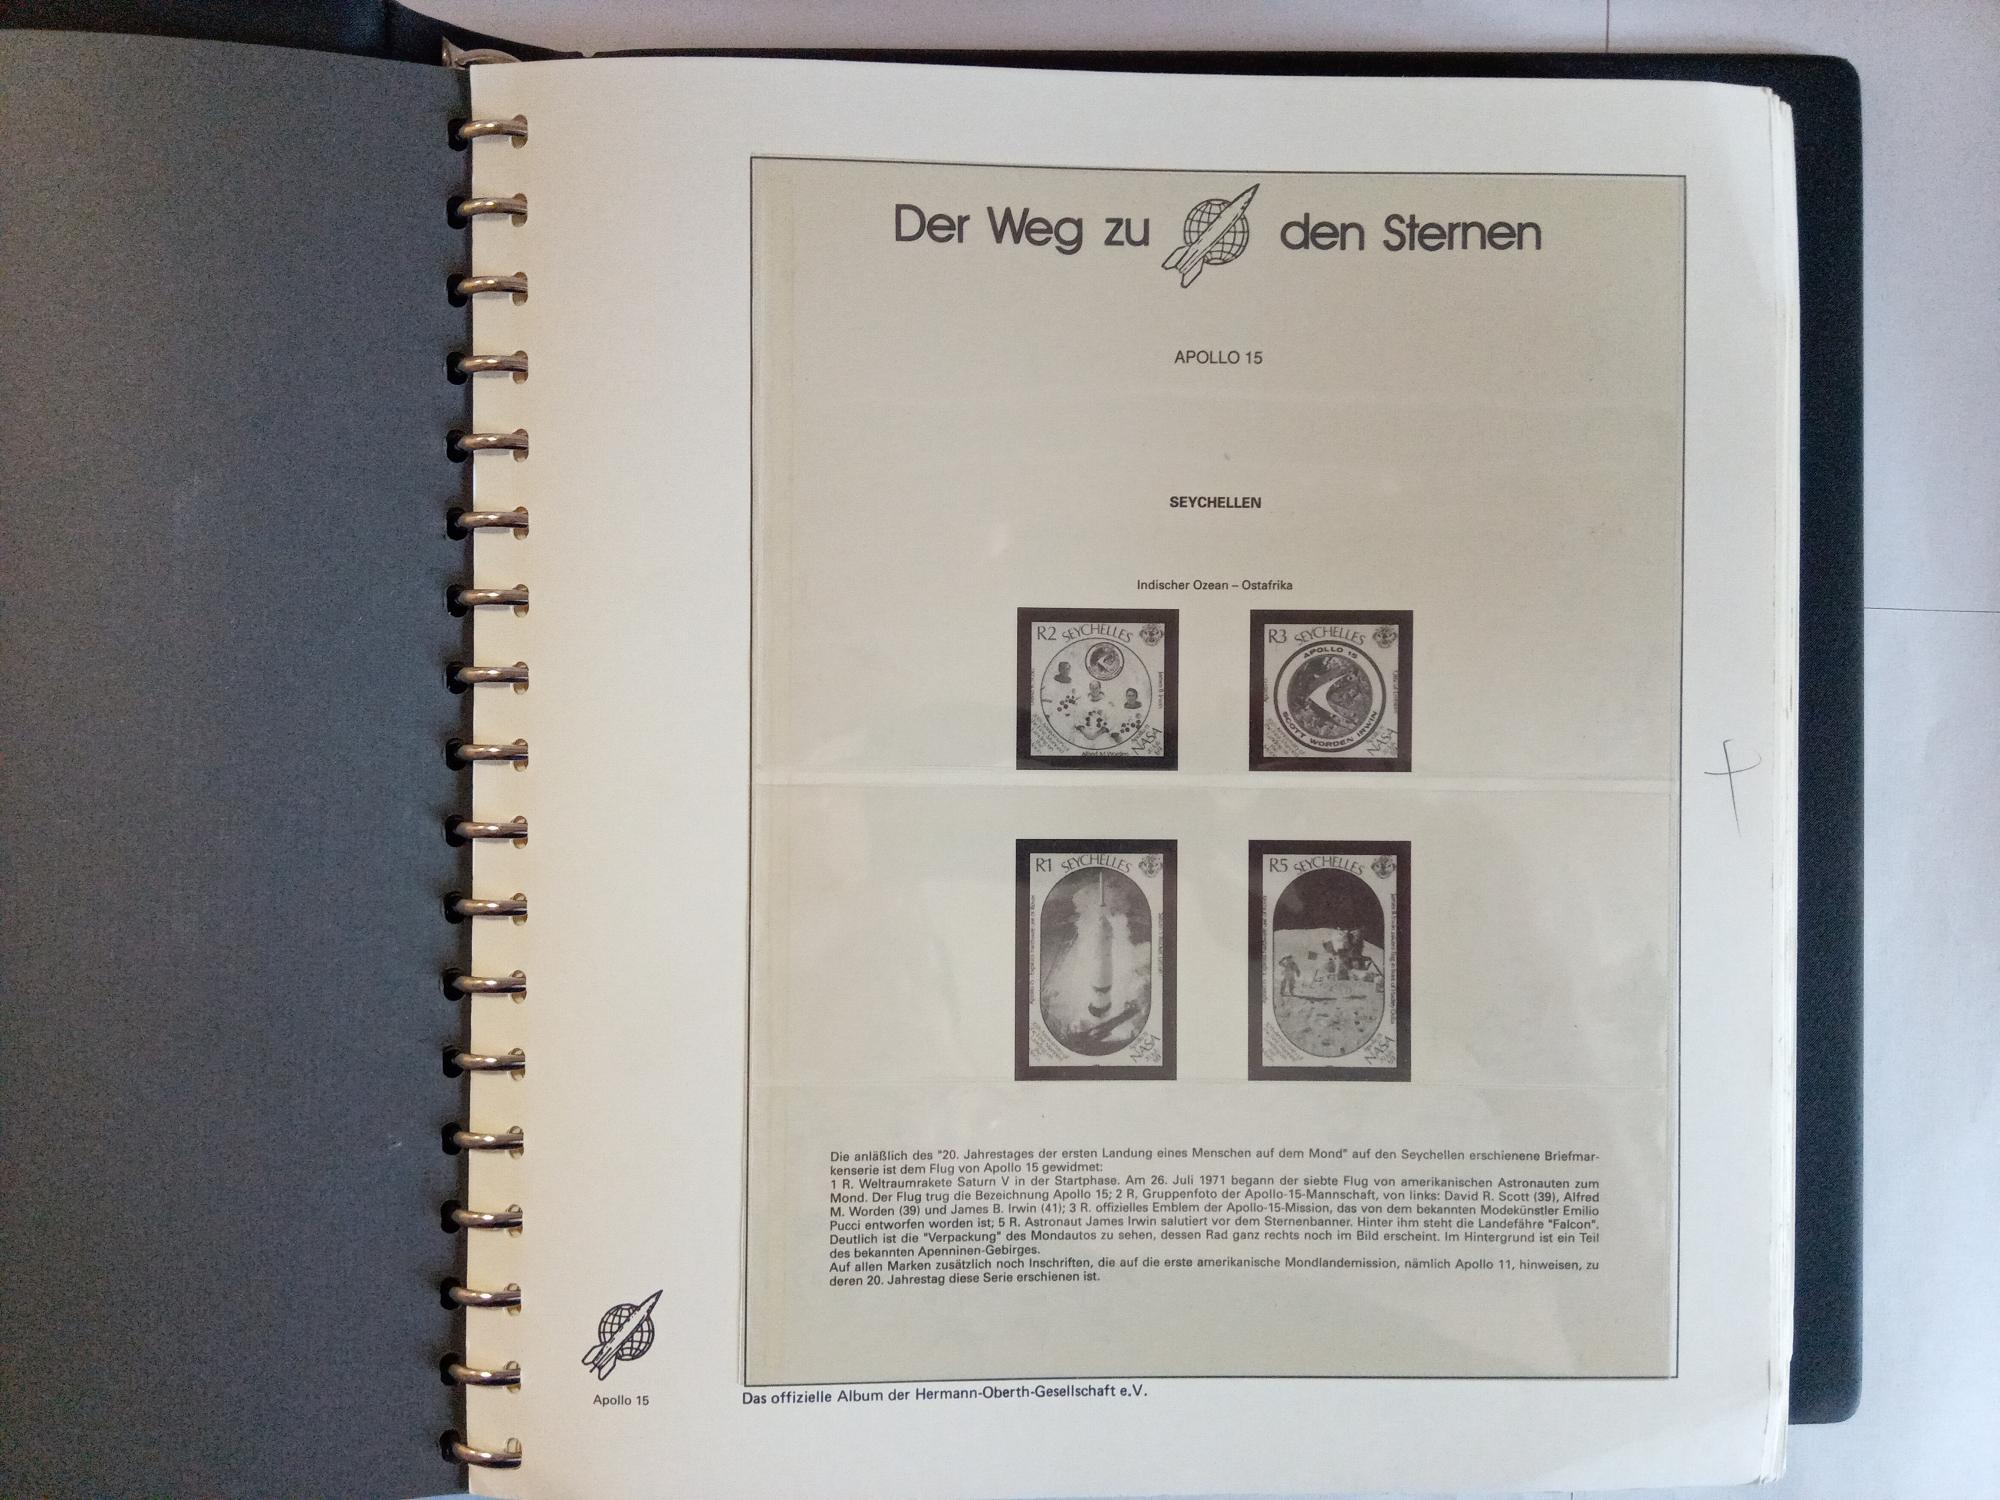 Der Weg zu den Sternen
APOLLO 15
SEYCHELLEN
Indischer Ozean – Ostafrika
R2 SEYCHELLES
Alfred M. Worden
NASA
R3 SEYCHELLES
APOLLO 15
SCOTT WORDEN IRWIN
NASA
R1 SEYCHELLES
NASA
R5 SEYCHELLES
NASA
Die anläßlich des "20. Jahrestages der ersten Landung eines Menschen auf dem Mond" auf den Seychellen erschienene Briefmar-
kenserie ist dem Flug von Apollo 15 gewidmet:
1 R. Weltraumrakete Saturn V in der Startphase. Am 26. Juli 1971 begann der siebte Flug von amerikanischen Astronauten zum
Mond. Der Flug trug die Bezeichnung Apollo 15; 2 R, Gruppenfoto der Apollo-15-Mannschaft, von links: David R. Scott (39), Alfred
M. Worden (39) und James B. Irwin (41); 3 R. offizielles Emblem der Apollo-15-Mission, das von dem bekannten Modekünstler Emilio
Pucci entworfen worden ist; 5 R. Astronaut James Irwin salutiert vor dem Sternenbanner. Hinter ihm steht die Landefähre "Falcon".
Deutlich ist die "Verpackung" des Mondautos zu sehen, dessen Rad ganz rechts noch im Bild erscheint. Im Hintergrund ist ein Teil
des bekannten Apenninen-Gebirges.
Auf allen Marken zusätzlich noch Inschriften, die auf die erste amerikanische Mondlandemission, nämlich Apollo 11, hinweisen, zu
deren 20. Jahrestag diese Serie erschienen ist.
Apollo 15
Das offizielle Album der Hermann-Oberth-Gesellschaft e.V.